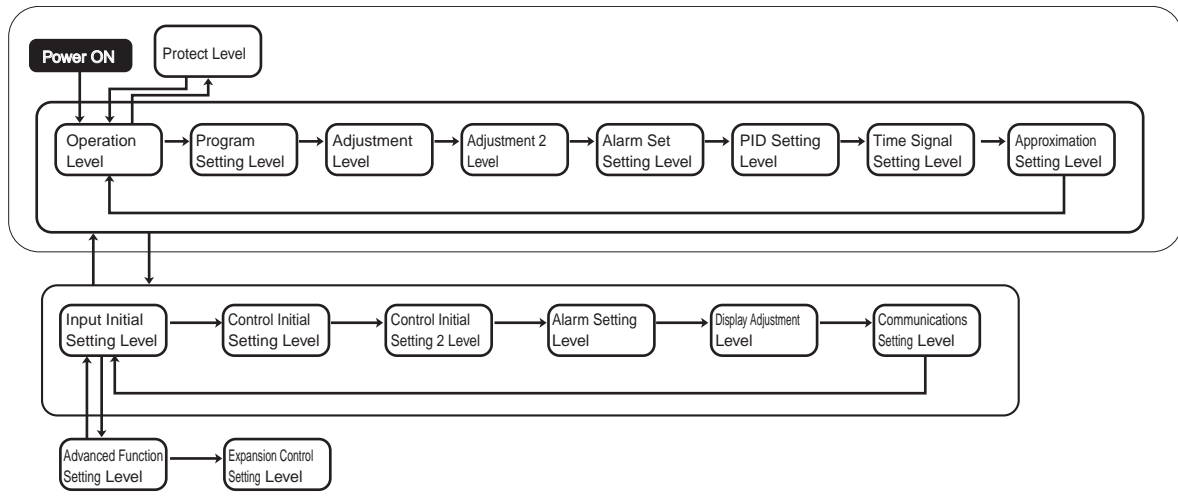 Power ON
Protect Level
Operation
Level
Program
Setting Level
Adjustment
Level
Adjustment 2
Level
Alarm Set
Setting Level
PID Setting
Level
Time Signal
Setting Level
Approximation
Setting Level
Input Initial
Setting Level
Control Initial
Setting Level
Control Initial
Setting 2 Level
Alarm Setting
Level
Display Adjustment
Level
Communications
Setting Level
Advanced Function
Setting Level
Expansion Control
Setting Level